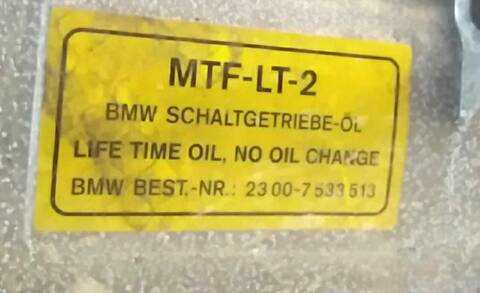 MTF-LT-2
BMW SCHALTGETRIEBE-ÖL
LIFE TIME OIL, NO OIL CHANGE
BMW BEST.-NR.: 23 00-7 533 513